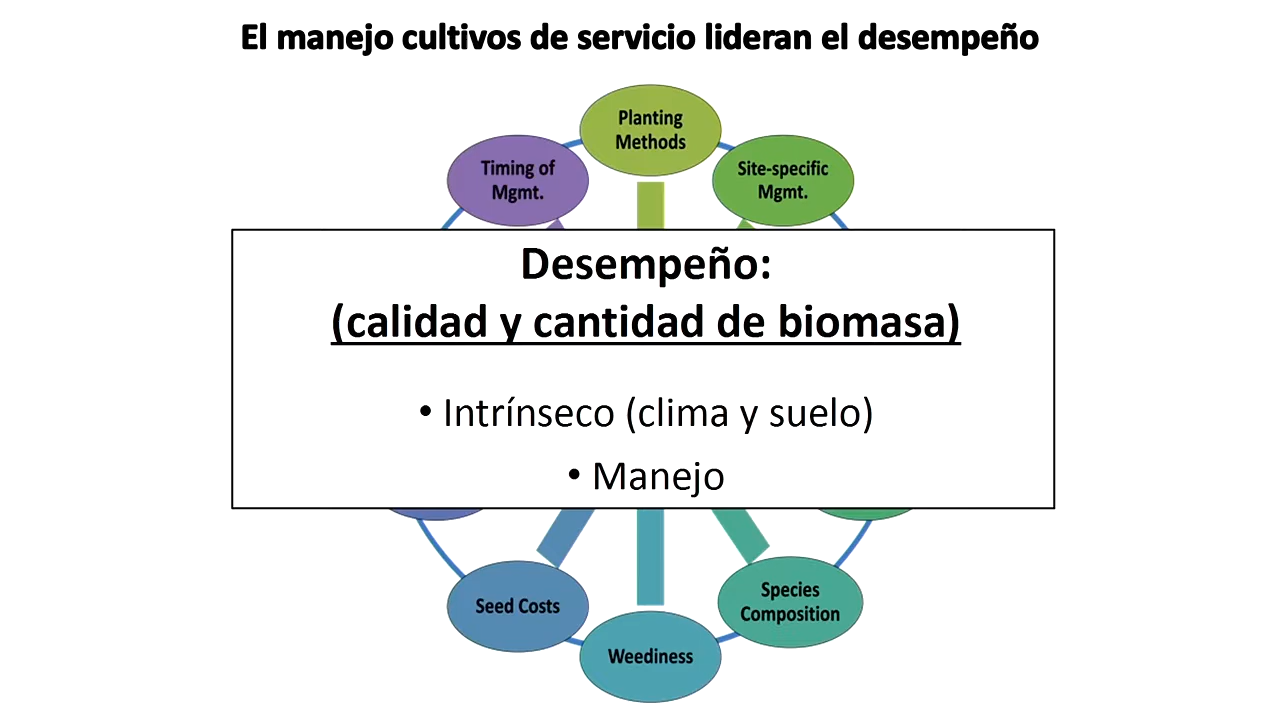 El manejo cultivos de servicio lideran el desempeño
Planting
Methods
Timing of
Mgmt.
Site-specific
Mgmt.
Desempeño:
(calidad y cantidad de biomasa)
• Intrínseco (clima y suelo)
• Manejo
Seed Costs
Species
Composition
Weediness